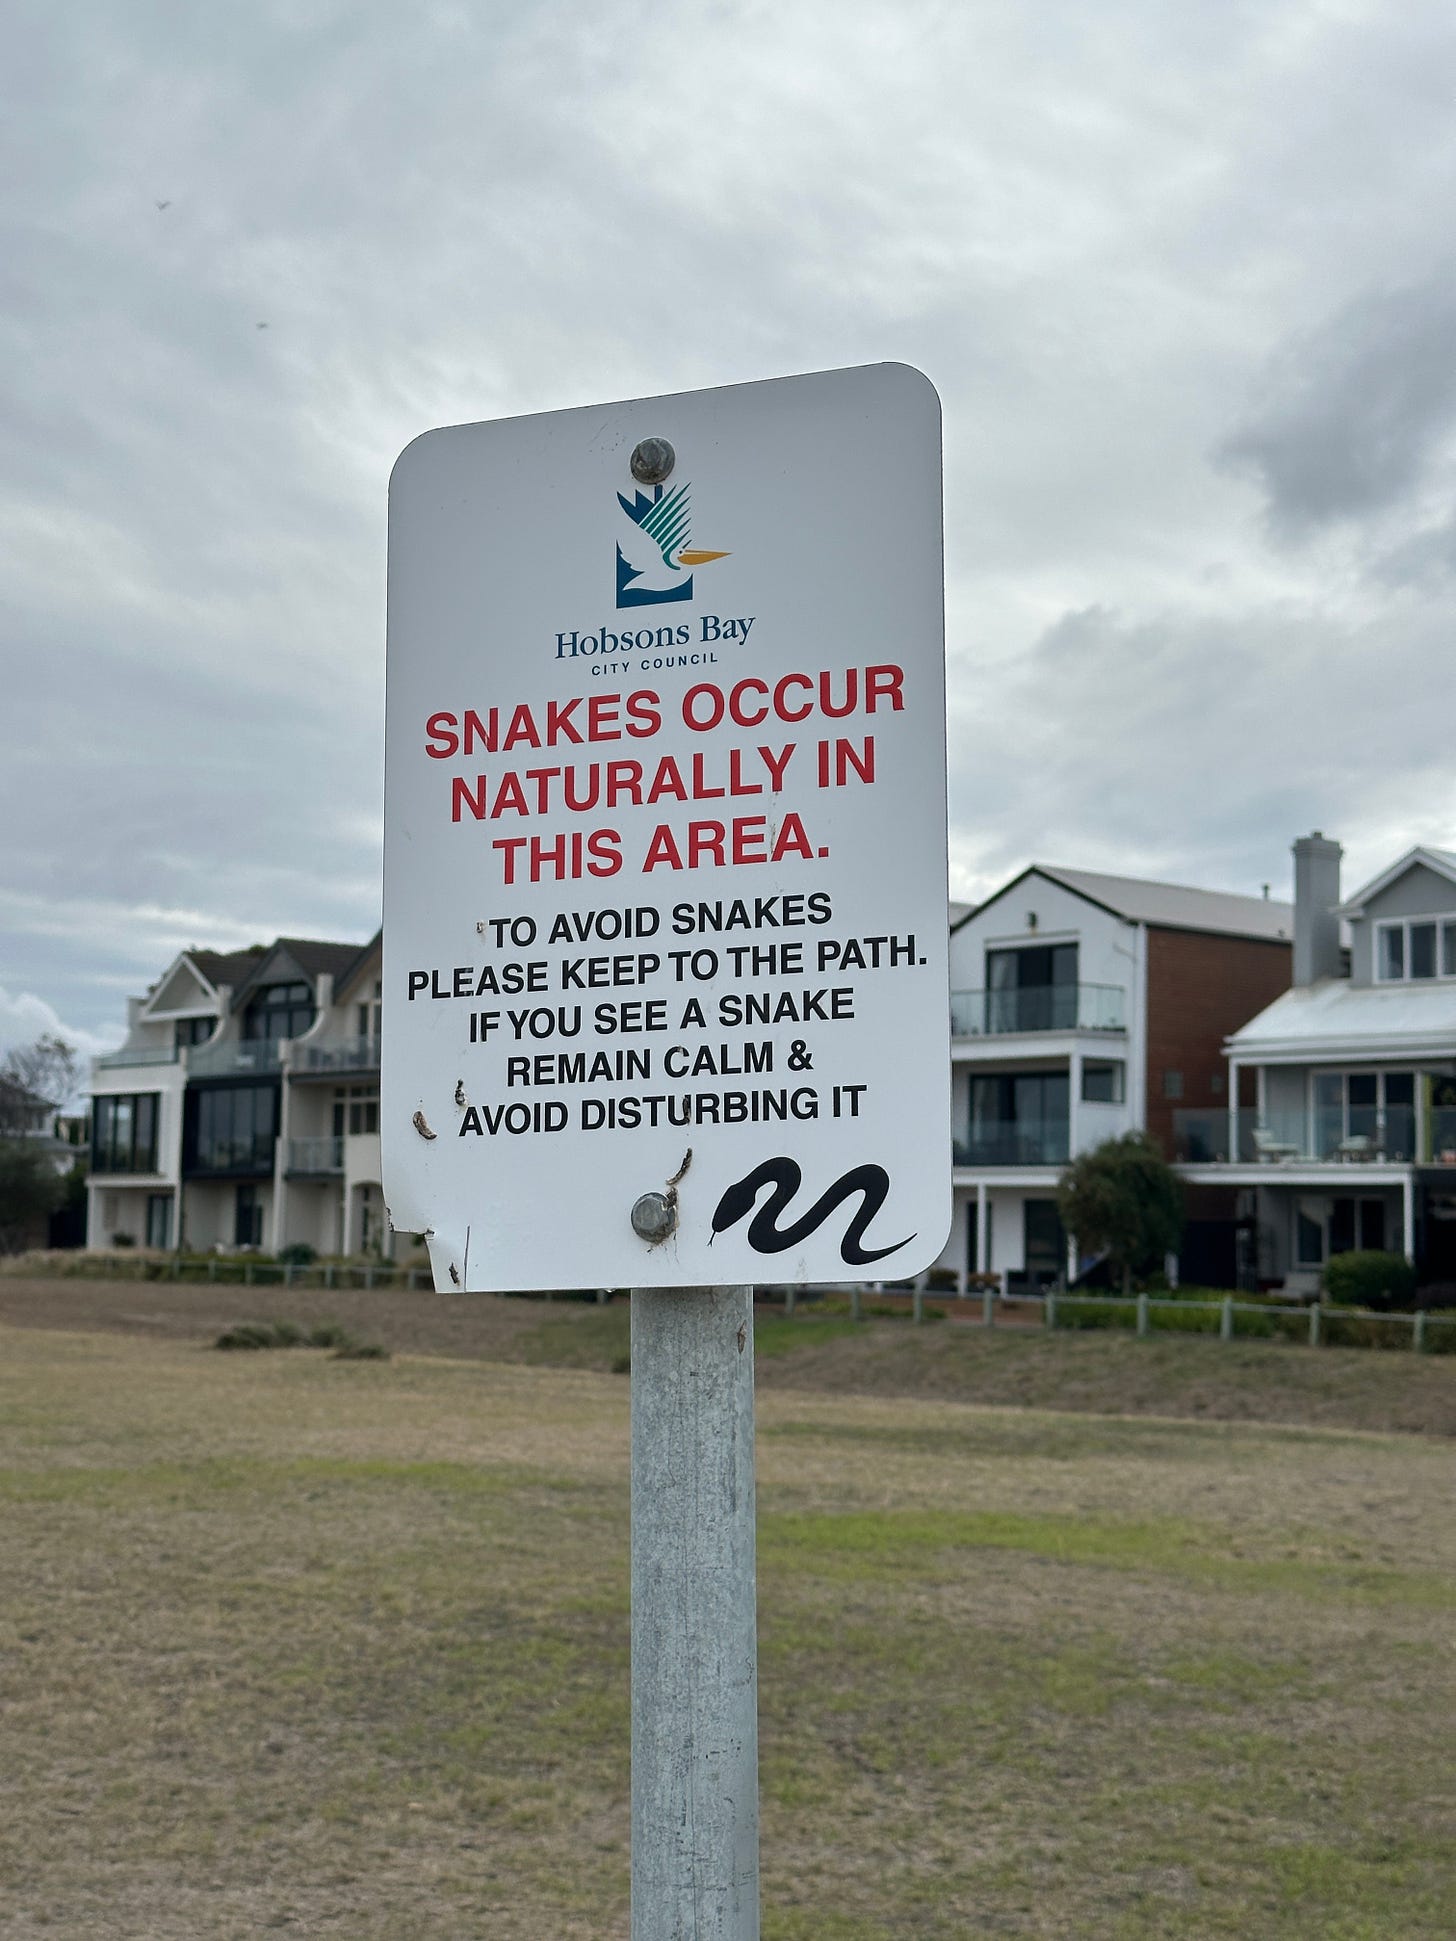 Hobsons Bay
CITY COUNCIL
SNAKES OCCUR
NATURALLY IN
THIS AREA.
TO AVOID SNAKES
PLEASE KEEP TO THE PATH.
IF YOU SEE A SNAKE
REMAIN CALM &
AVOID DISTURBING IT